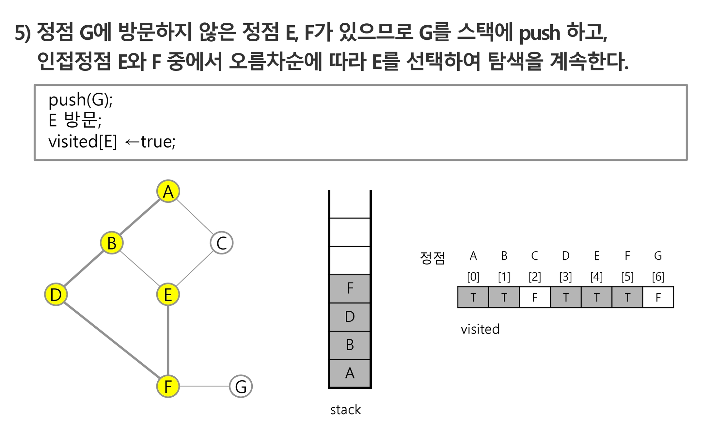 5) 정점 G에 방문하지 않은 정점 E, F가 있으므로 G를 스택에 push 하고,
인접정점 E와 F 중에서 오름차순에 따라 E를 선택하여 탐색을 계속한다.
push(G);
E 방문;
visited[E] ←true;
A
B
C
D
E
F
G
F
D
B
A
stack
정점 A B C D E F G
[0] [1] [2] [3] [4] [5] [6]
T T F T T T F
visited